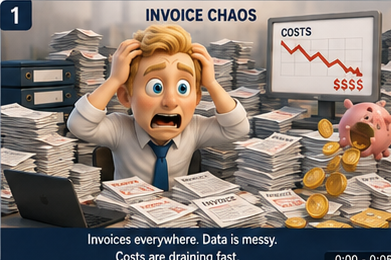 1
INVOICE CHAOS
COSTS
$$$$
INVOICE
Invoices everywhere. Data is messy.
Costs are draining fast.